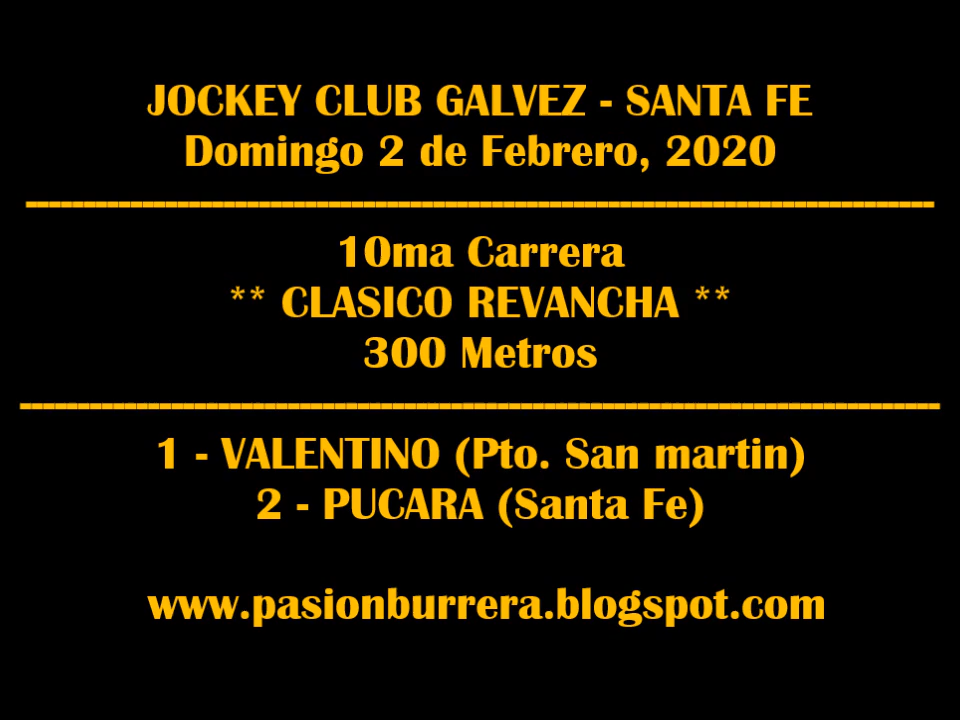 JOCKEY CLUB GALVEZ - SANTA FE
Domingo 2 de Febrero, 2020
--------------------------------------------------------------------------------
10ma Carrera
** CLASICO REVANCHA **
300 Metros
---------------------------------------------------------------------------------
1 - VALENTINO (Pto. San martin)
2 - PUCARA (Santa Fe)
www.pasionburrera.blogspot.com